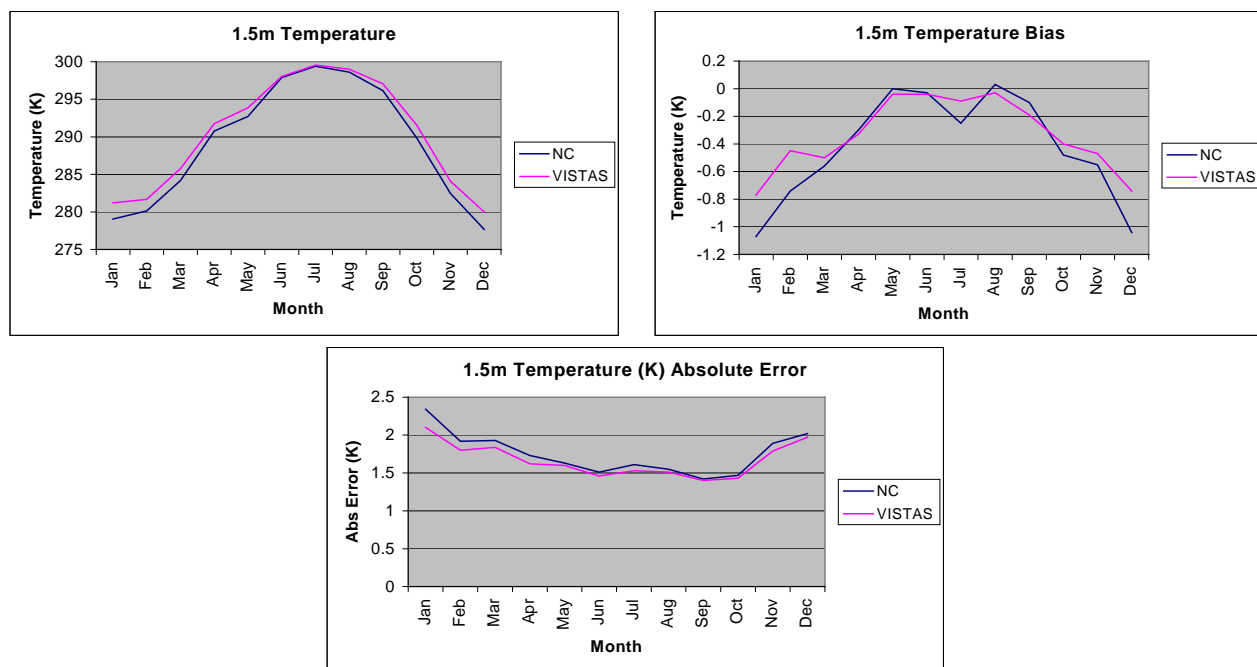 1.5m Temperature
300
295
290
285
280
275
Temperature (K)
Jan
Feb
Mar
Apr
May
Jun
Jul
Aug
Sep
Oct
Nov
Dec
Month
NC
VISTAS
1.5m Temperature Bias
0.2
0
-0.2
-0.4
-0.6
-0.8
-1
-1.2
Temperature (K)
Jan
Feb
Mar
Apr
May
Jun
Jul
Aug
Sep
Oct
Nov
Dec
Month
NC
VISTAS
1.5m Temperature (K) Absolute Error
2.5
2
1.5
1
0.5
0
Abs Error (K)
Jan
Feb
Mar
Apr
May
Jun
Jul
Aug
Sep
Oct
Nov
Dec
Month
NC
VISTAS